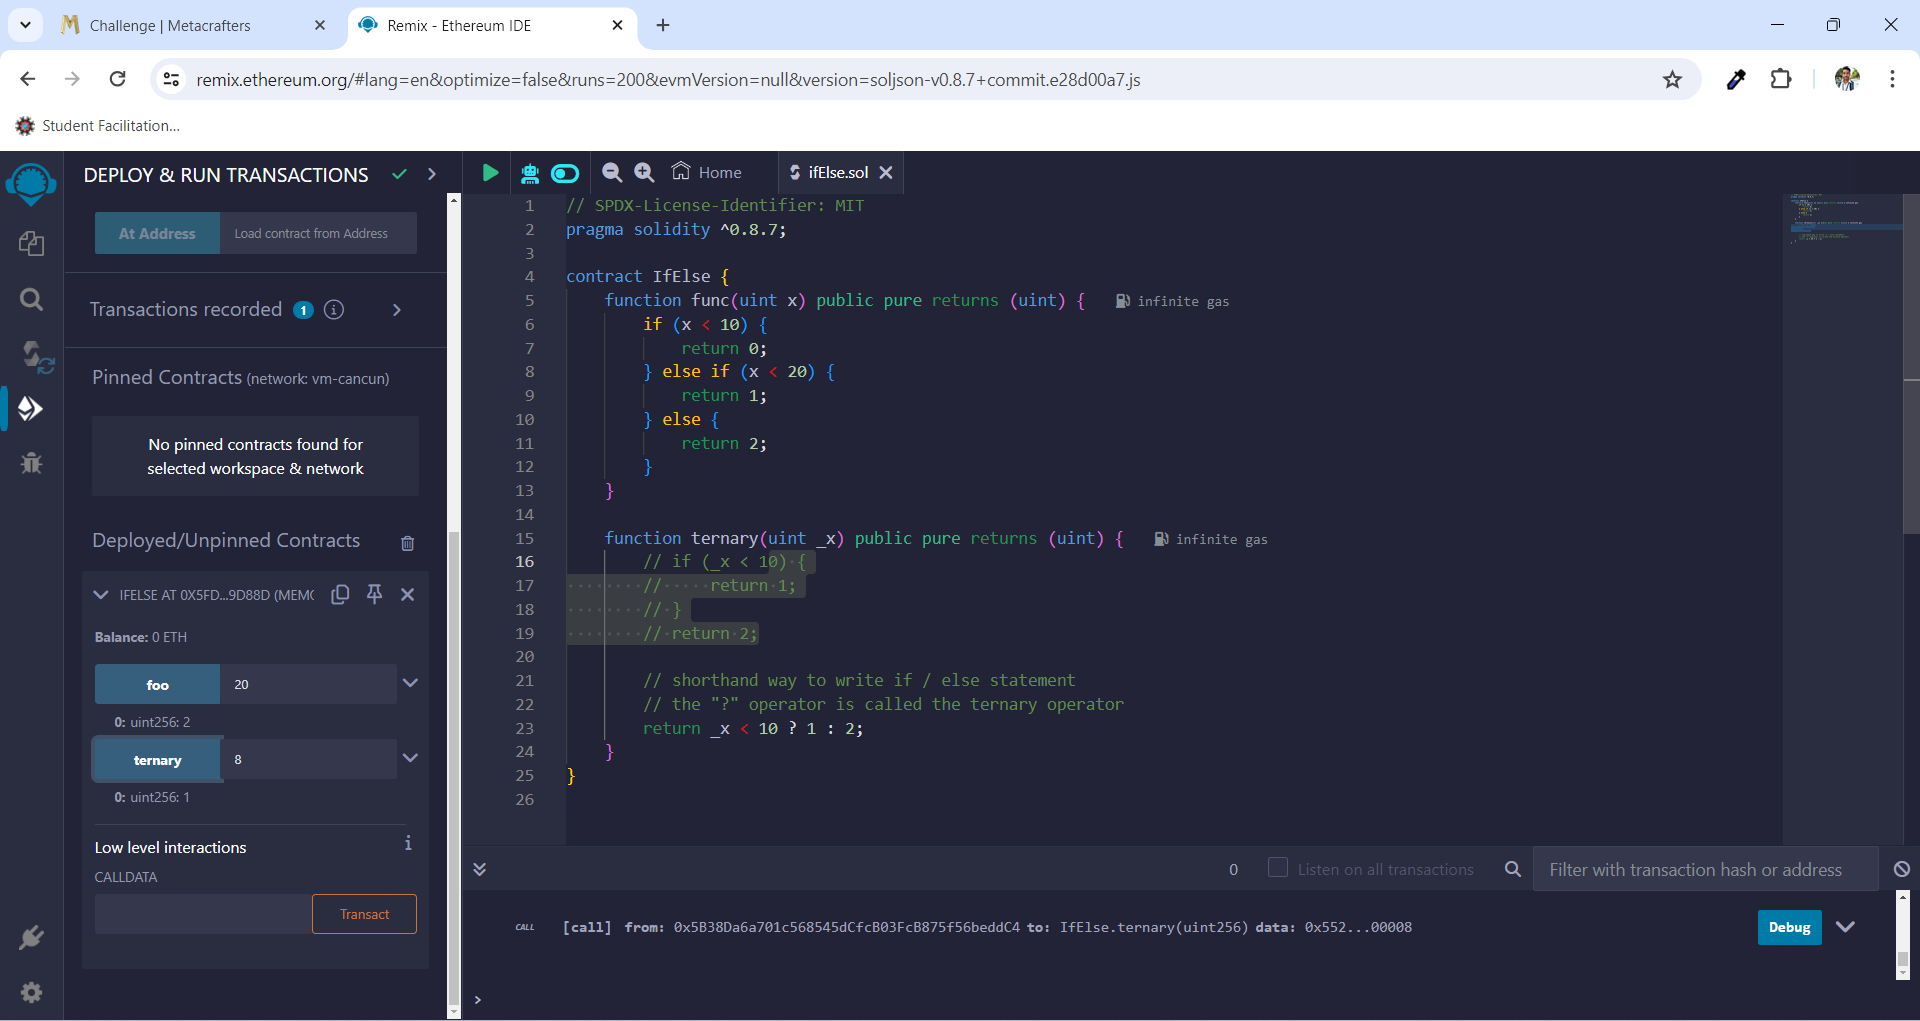 Challenge | Metacrafters
Remix - Ethereum IDE
remix.ethereum.org/#lang=en&optimize=false&runs=200&evmVersion=null&version=soljson-v0.8.7+commit.e28d00a7.js
Student Facilitation...
DEPLOY & RUN TRANSACTIONS
At Address
Load contract from Address
Transactions recorded 1 i
Pinned Contracts (network: vm-cancun)
No pinned contracts found for
selected workspace & network
Deployed/Unpinned Contracts
IFELSE AT 0X5FD...9D88D (MEMO
Balance: 0 ETH
foo 20
0: uint256: 2
ternary 8
0: uint256: 1
Low level interactions i
CALLDATA
Transact
Home
ifElse.sol
1 // SPDX-License-Identifier: MIT
2 pragma solidity ^0.8.7;
3
4 contract IfElse {
5 function func(uint x) public pure returns (uint) { infinite gas
6 if (x < 10) {
7 return 0;
8 } else if (x < 20) {
9 return 1;
10 } else {
11 return 2;
12 }
13 }
14
15 function ternary(uint _x) public pure returns (uint) { infinite gas
16 // if (_x < 10) {
17 // return 1;
18 // }
19 // return 2;
20
21 // shorthand way to write if / else statement
22 // the "?" operator is called the ternary operator
23 return _x < 10 ? 1 : 2;
24 }
25 }
26
0 Listen on all transactions Filter with transaction hash or address
CALL [call] from: 0x5B38Da6a701c568545dCfcB03FcB875f56beddC4 to: IfElse.ternary(uint256) data: 0x552...00008 Debug
>